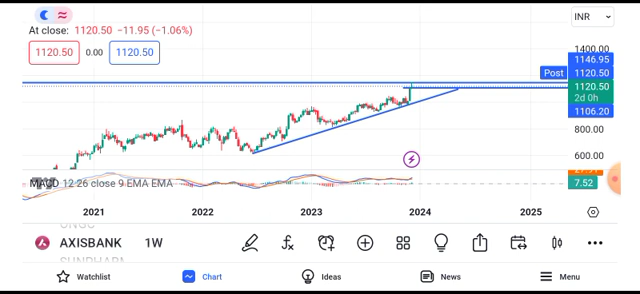 INR
At close: 1120.50 −11.95 (−1.06%)
1120.50 0.00 1120.50
1400.00
1146.95
Post 1120.50
1120.50
2d 0h
1106.20
800.00
600.00
12 26 close 9 EMA EMA
7.52
2021 2022 2023 2024 2025
AXISBANK 1W
Watchlist Chart Ideas News Menu